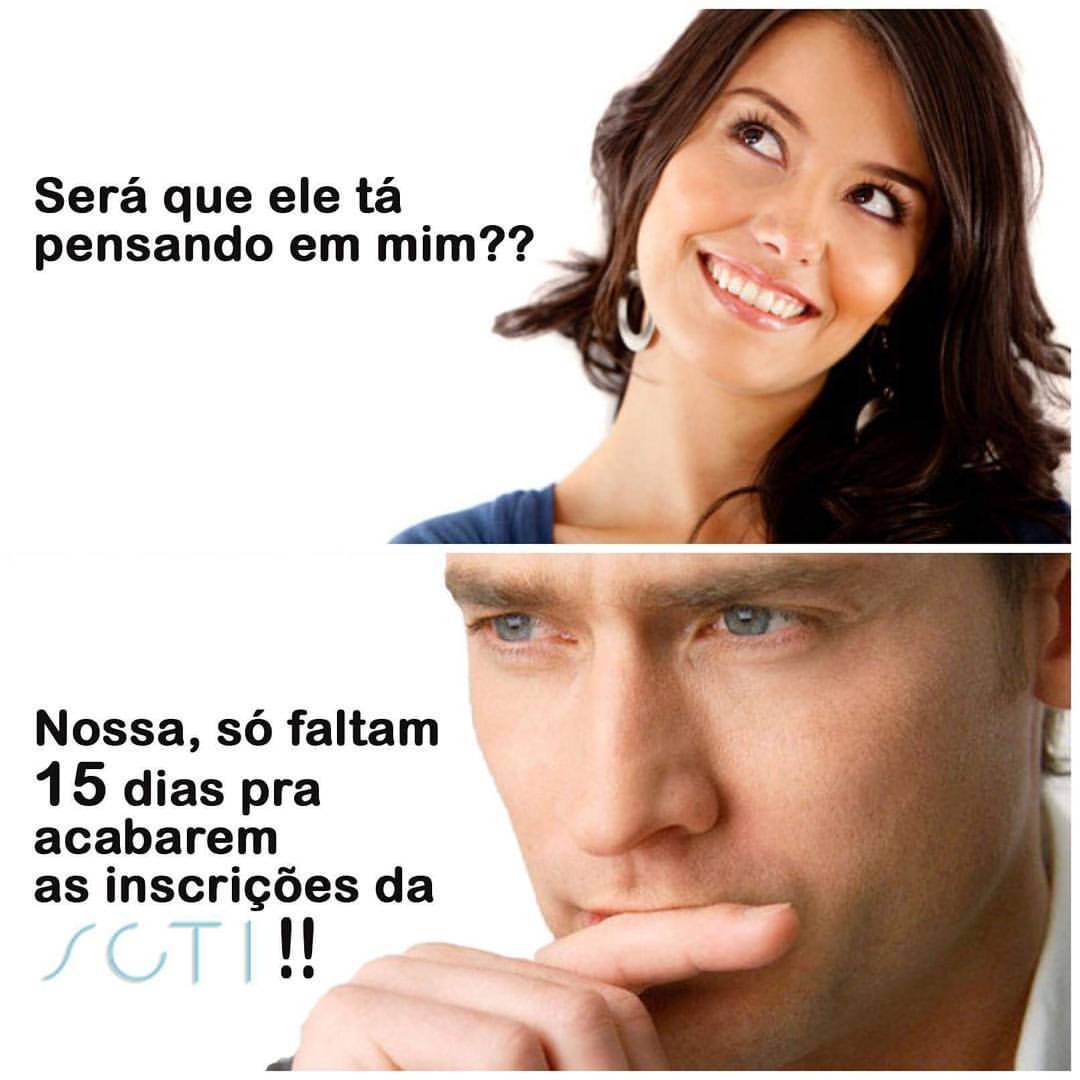 Será que ele tá
pensando em mim??
Nossa, só faltam
15 dias pra
acabarem
as inscrições da
SCTI!!